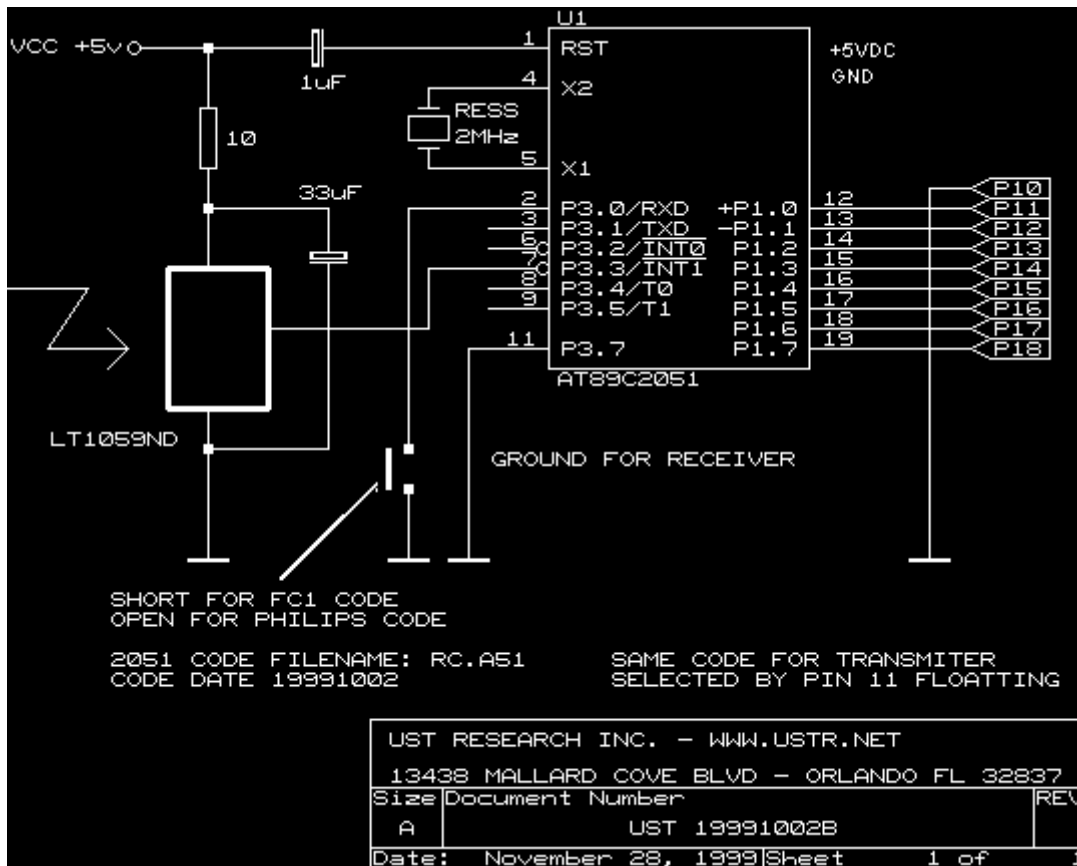 U1
VCC +5v
1 RST
+5VDC
GND
1uF
4 X2
RESS
2MHz
10
5 X1
33uF
P10
2 P3.0/RXD +P1.0 12 P11
3 P3.1/TXD -P1.1 13 P12
6 P3.2/INT0 P1.2 14 P13
7 P3.3/INT1 P1.3 15 P14
8 P3.4/T0 P1.4 16 P15
9 P3.5/T1 P1.5 17 P16
P1.6 18 P17
11 P3.7 P1.7 19 P18
AT89C2051
LT1059ND
GROUND FOR RECEIVER
SHORT FOR FC1 CODE
OPEN FOR PHILIPS CODE
2051 CODE FILENAME: RC.A51
CODE DATE 19991002
SAME CODE FOR TRANSMITER
SELECTED BY PIN 11 FLOATTING
UST RESEARCH INC. - WWW.USTR.NET
13438 MALLARD COVE BLVD - ORLANDO FL 32837
Size Document Number REV
A UST 19991002B
Date: November 28, 1999 Sheet 1 of